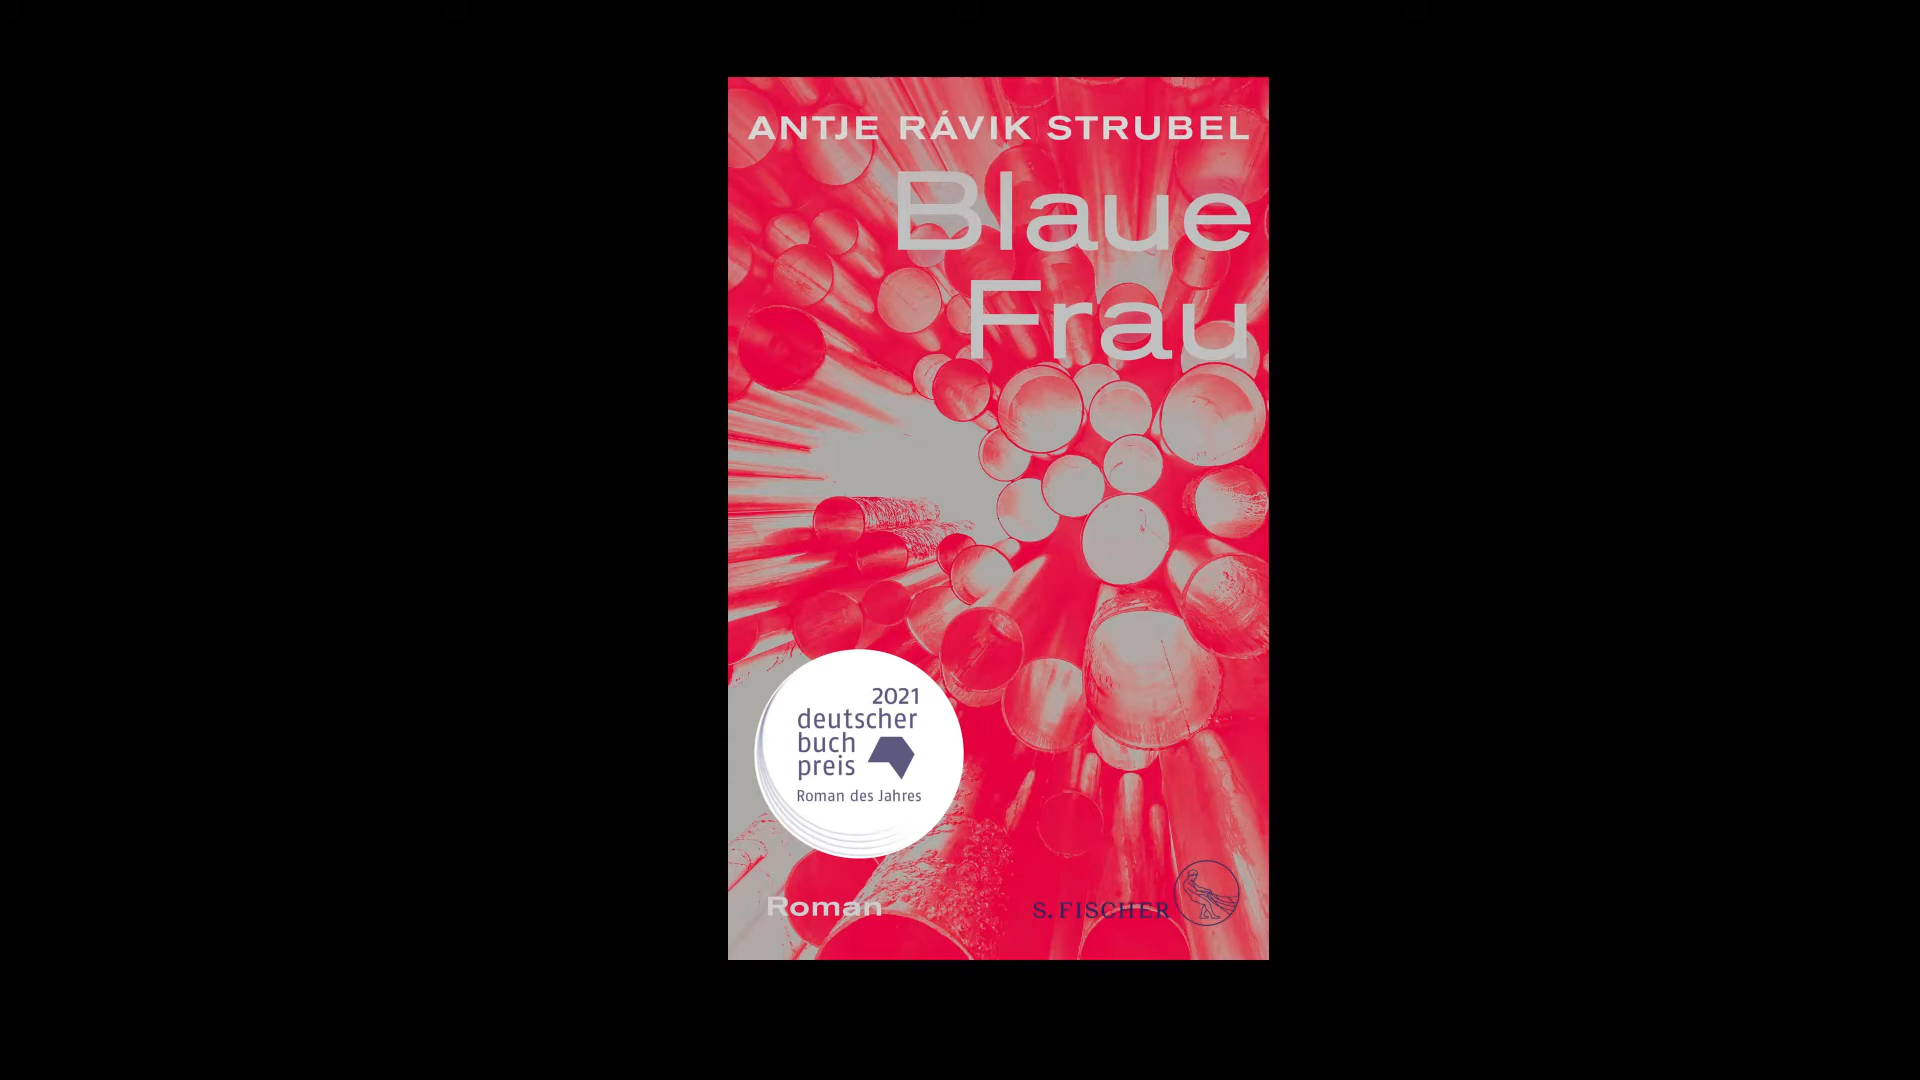 ANTJE RÁVIK STRUBEL
Blaue
Frau
2021
deutscher
buch
preis
Roman des Jahres
Roman
S. FISCHER